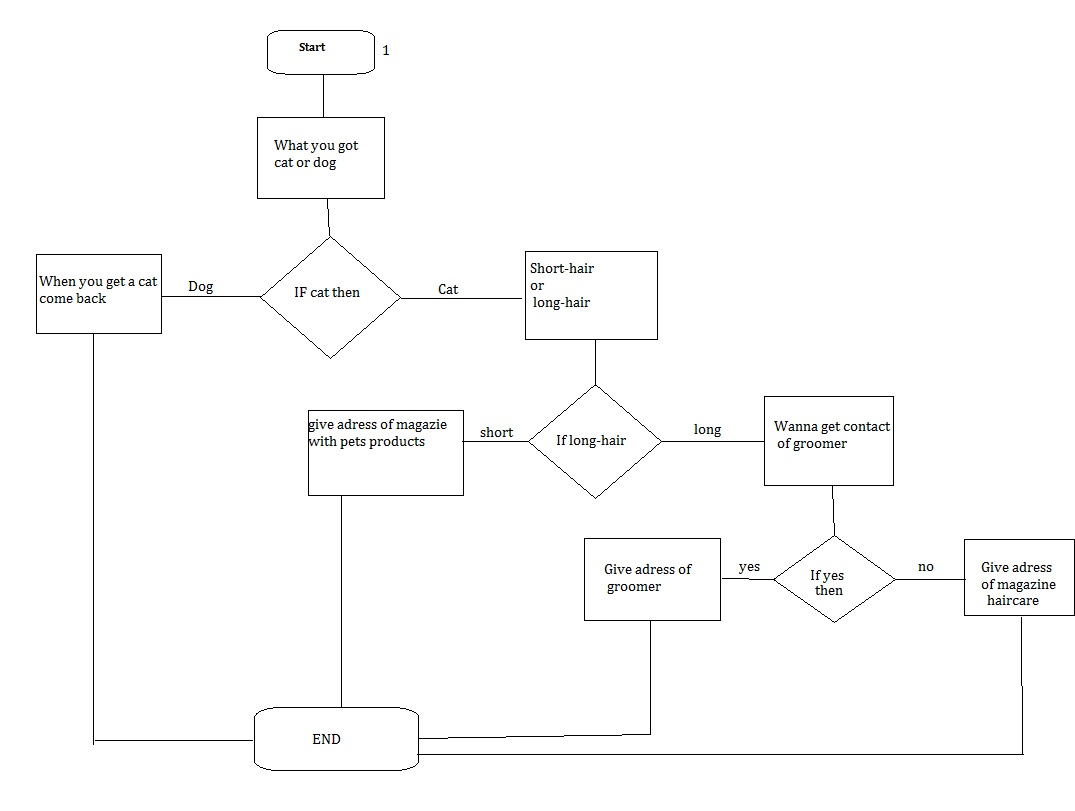 Start
1
What you got
cat or dog
IF cat then
Dog
Cat
When you get a cat
come back
Short-hair
or
long-hair
If long-hair
short
long
give adress of magazie
with pets products
Wanna get contact
of groomer
If yes
then
yes
no
Give adress of
groomer
Give adress
of magazine
haircare
END